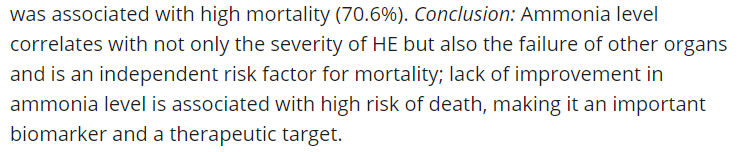 was associated with high mortality (70.6%). Conclusion: Ammonia level
correlates with not only the severity of HE but also the failure of other organs
and is an independent risk factor for mortality; lack of improvement in
ammonia level is associated with high risk of death, making it an important
biomarker and a therapeutic target.